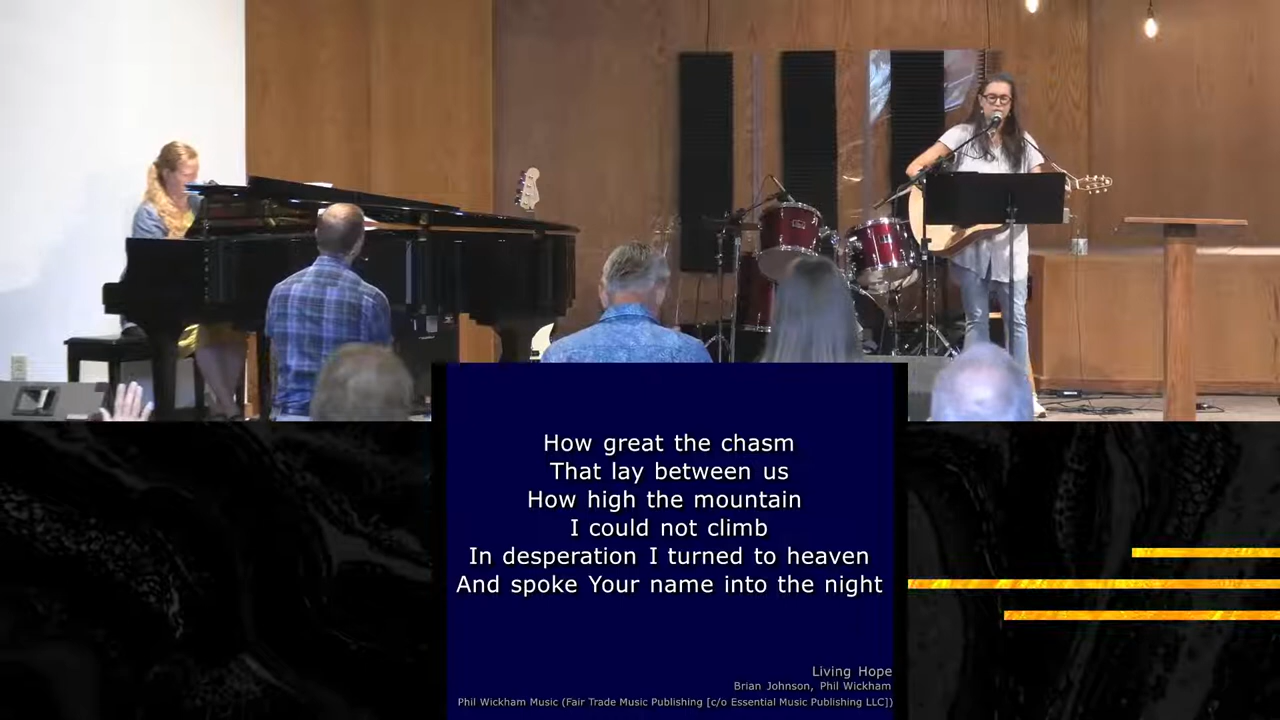 How great the chasm
That lay between us
How high the mountain
I could not climb
In desperation I turned to heaven
And spoke Your name into the night
Living Hope
Brian Johnson, Phil Wickham
Phil Wickham Music (Fair Trade Music Publishing [c/o Essential Music Publishing LLC])